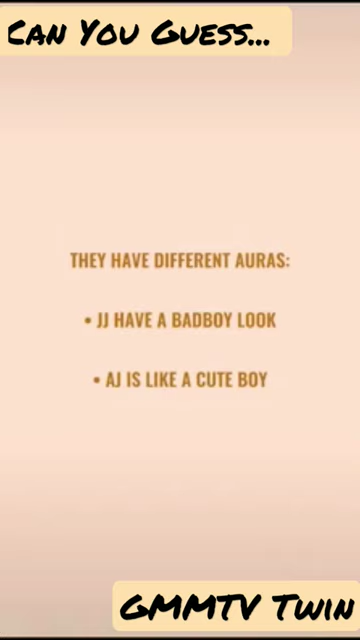 Can You Guess...
THEY HAVE DIFFERENT AURAS:
• JJ HAVE A BADBOY LOOK
• AJ IS LIKE A CUTE BOY
GMMTV Twin